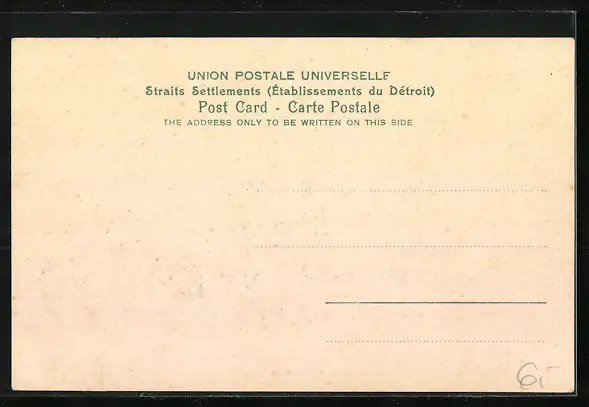 UNION POSTALE UNIVERSELLE
Straits Settlements (Établissements du Détroit)
Post Card - Carte Postale
THE ADDRESS ONLY TO BE WRITTEN ON THIS SIDE
6,-